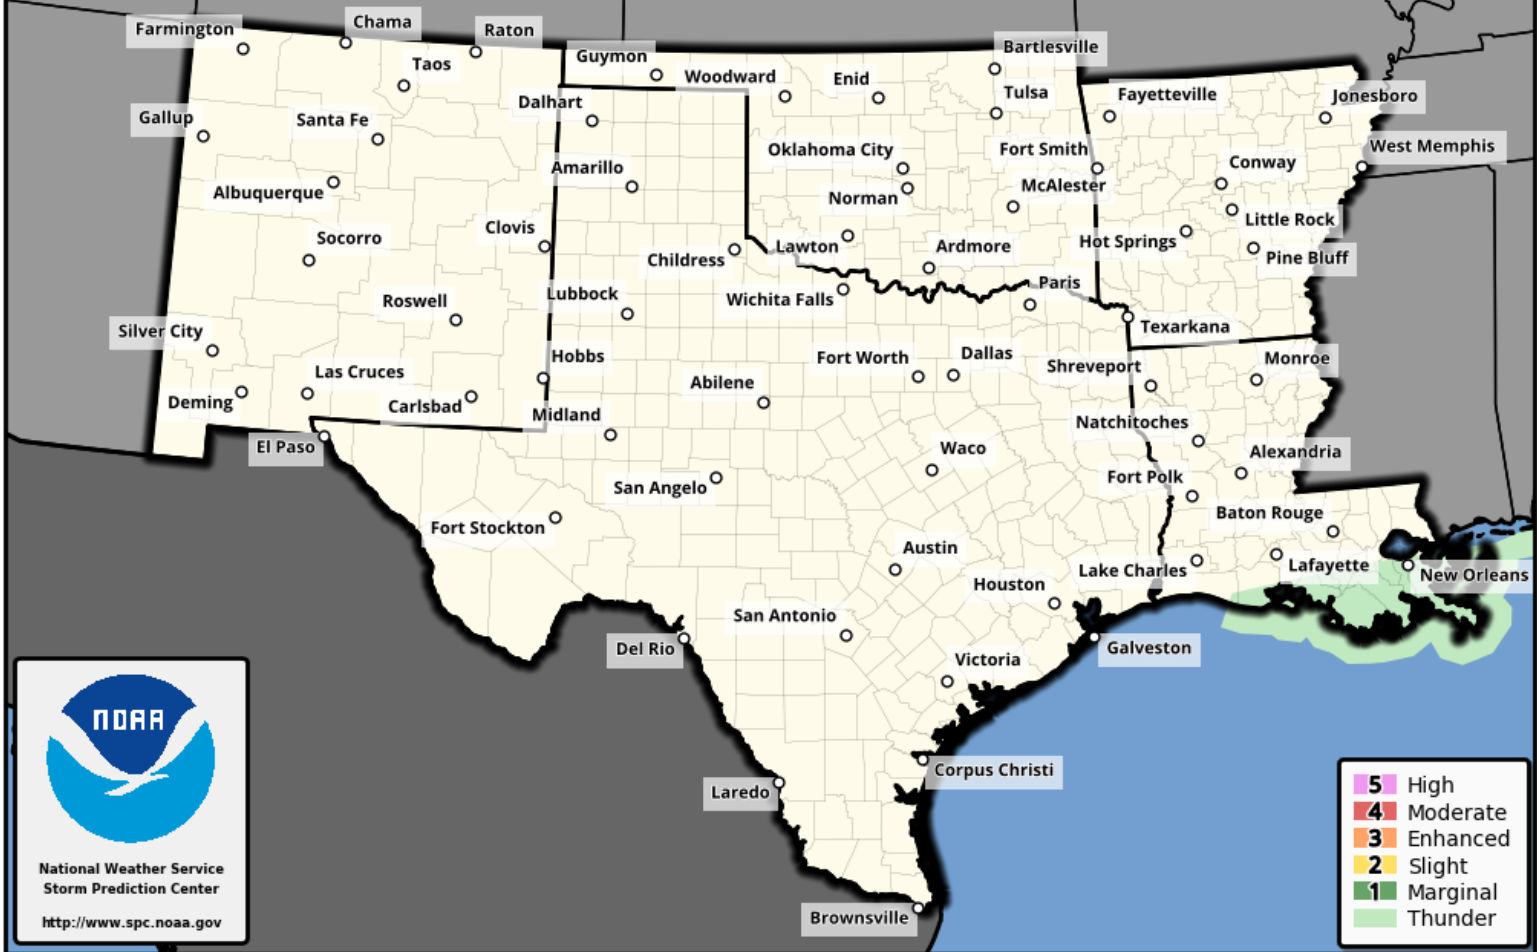 Farmington
Chama
Raton
Guymon
Bartlesville
Taos
Woodward
Enid
Tulsa
Fayetteville
Jonesboro
Dalhart
Gallup
Santa Fe
Oklahoma City
Fort Smith
West Memphis
Amarillo
Conway
Albuquerque
Norman
McAlester
Little Rock
Clovis
Socorro
Childress
Lawton
Ardmore
Hot Springs
Pine Bluff
Roswell
Lubbock
Wichita Falls
Paris
Silver City
Texarkana
Las Cruces
Hobbs
Fort Worth
Dallas
Shreveport
Monroe
Deming
Carlsbad
Midland
Abilene
Natchitoches
El Paso
Waco
Alexandria
San Angelo
Fort Polk
Fort Stockton
Baton Rouge
Austin
Houston
Lake Charles
Lafayette
New Orleans
San Antonio
Del Rio
Victoria
Galveston
Laredo
Corpus Christi
Brownsville
NOAA
National Weather Service
Storm Prediction Center
http://www.spc.noaa.gov
5 High
4 Moderate
3 Enhanced
2 Slight
1 Marginal
Thunder